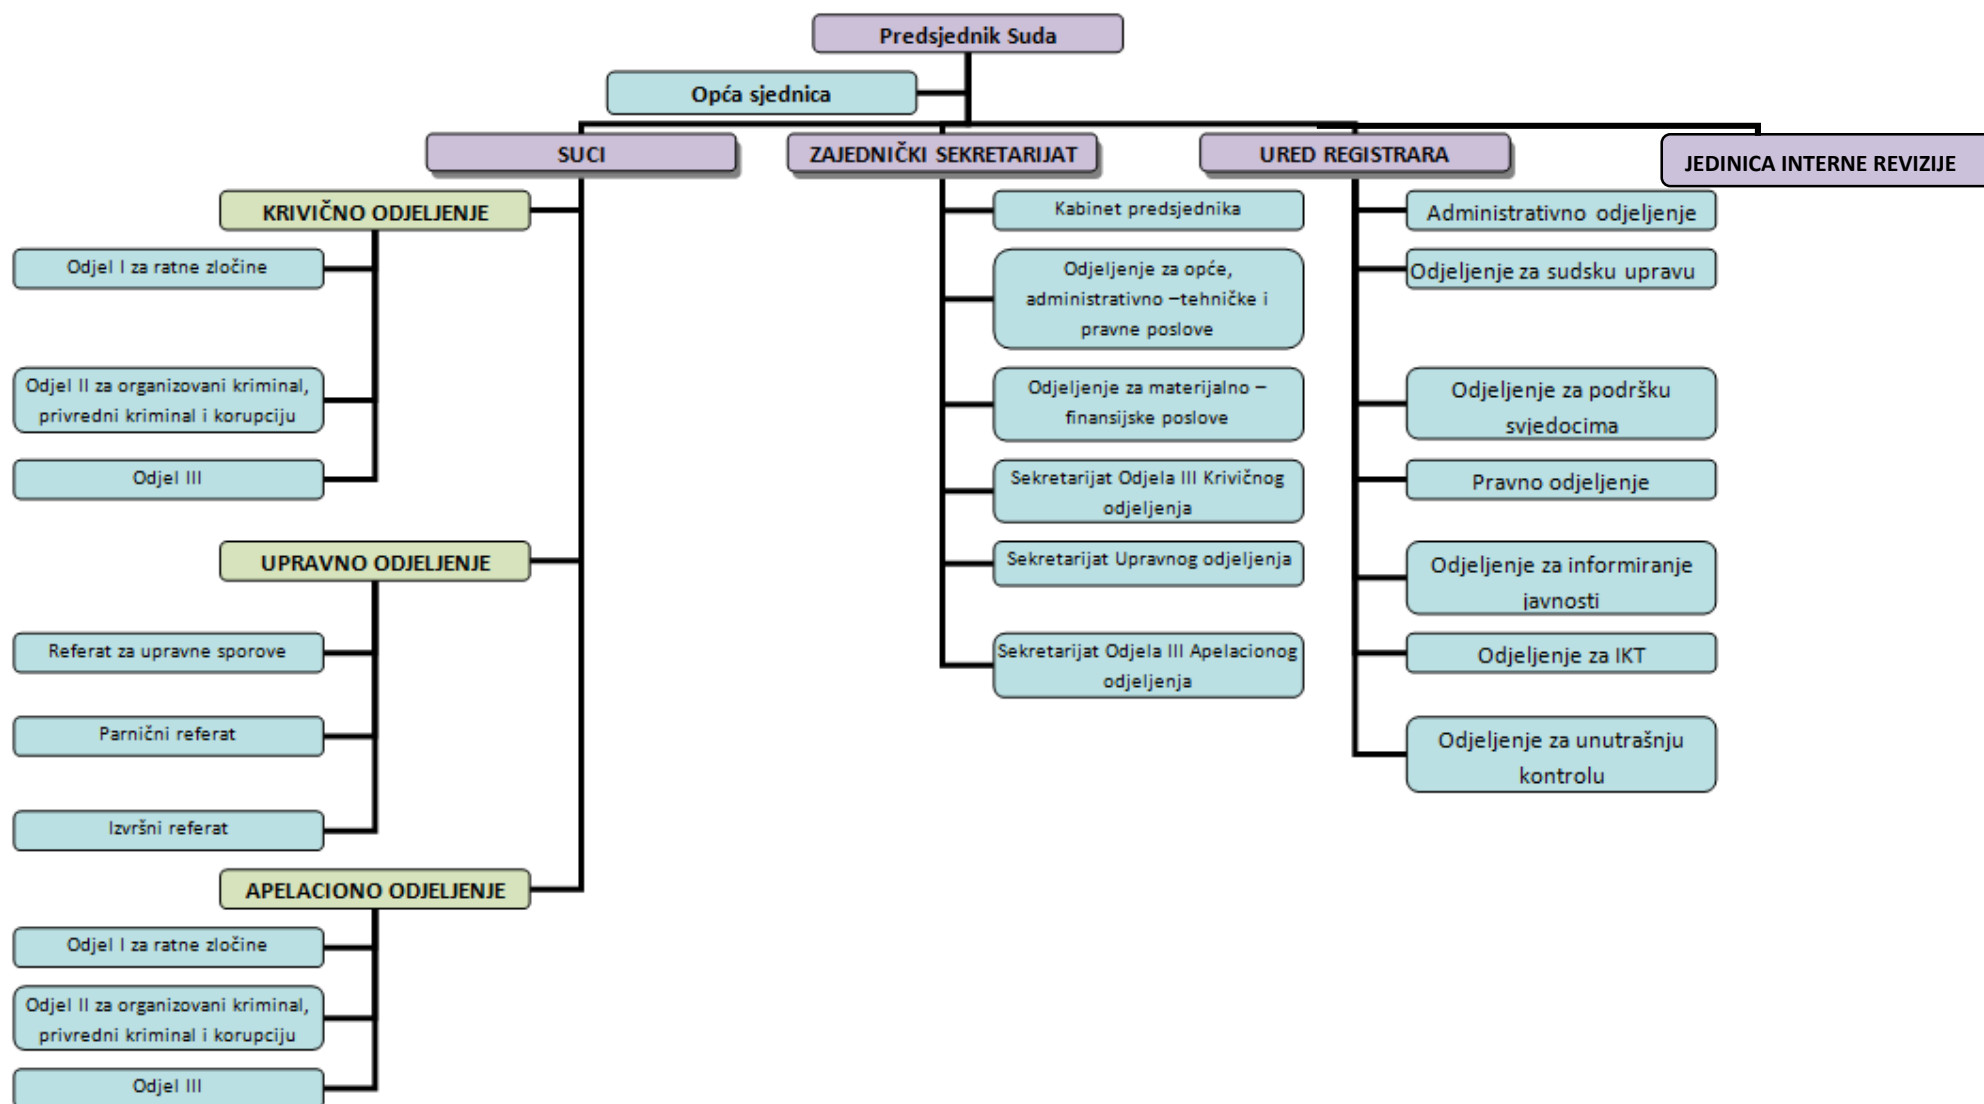 Predsjednik Suda
Opća sjednica
SUCI
KRIVIČNO ODJELJENJE
Odjel I za ratne zločine
Odjel II za organizovani kriminal,
privredni kriminal i korupciju
Odjel III
UPRAVNO ODJELJENJE
Referat za upravne sporove
Parnični referat
Izvršni referat
APELACIONO ODJELJENJE
Odjel I za ratne zločine
Odjel II za organizovani kriminal,
privredni kriminal i korupciju
Odjel III
ZAJEDNIČKI SEKRETARIJAT
Kabinet predsjednika
Odjeljenje za opće,
administrativno –tehničke i
pravne poslove
Odjeljenje za materijalno –
finansijske poslove
Sekretarijat Odjela III Krivičnog
odjeljenja
Sekretarijat Upravnog odjeljenja
Sekretarijat Odjela III Apelacionog
odjeljenja
URED REGISTRARA
Administrativno odjeljenje
Odjeljenje za sudsku upravu
Odjeljenje za podršku
svjedocima
Pravno odjeljenje
Odjeljenje za informiranje
javnosti
Odjeljenje za IKT
Odjeljenje za unutrašnju
kontrolu
JEDINICA INTERNE REVIZIJE